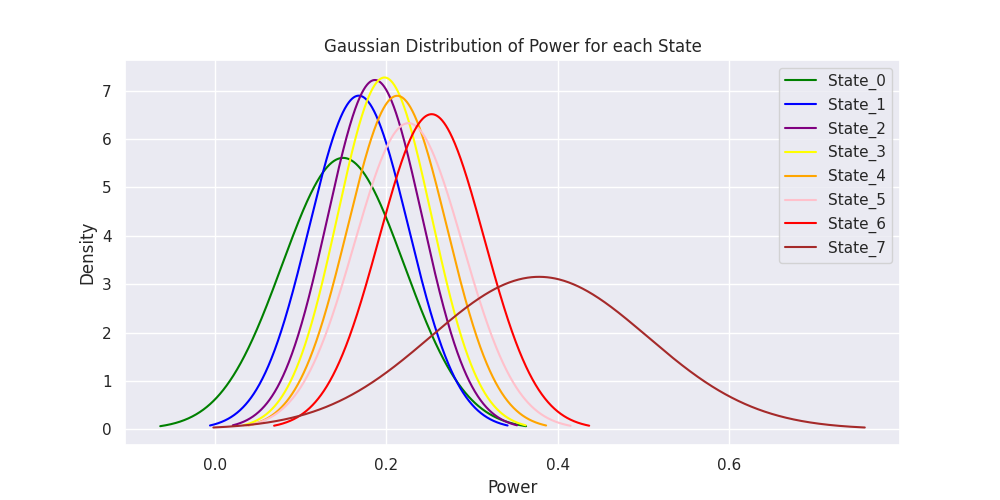 Gaussian Distribution of Power for each State
State_0
State_1
State_2
State_3
State_4
State_5
State_6
State_7
Density
7
6
5
4
3
2
1
0
0.0 0.2 0.4 0.6
Power